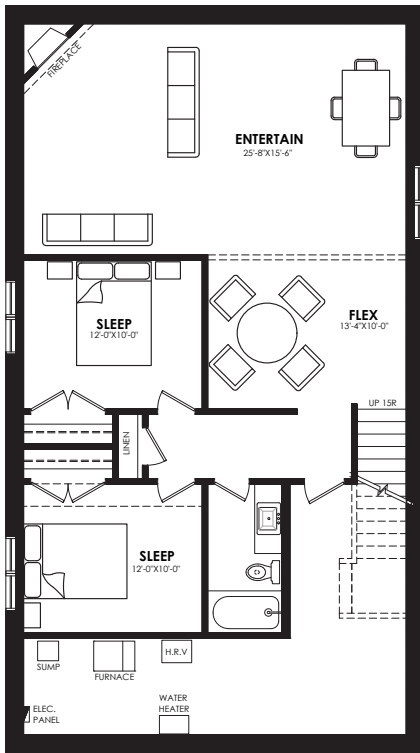 FIREPLACE
ENTERTAIN
25'-8"X15'-6"
SLEEP
12'-0"X10'-0"
FLEX
13'-4"X10'-0"
UP 15R
LINEN
SLEEP
12'-0"X10'-0"
SUMP
FURNACE
H.R.V
ELEC.
PANEL
WATER
HEATER